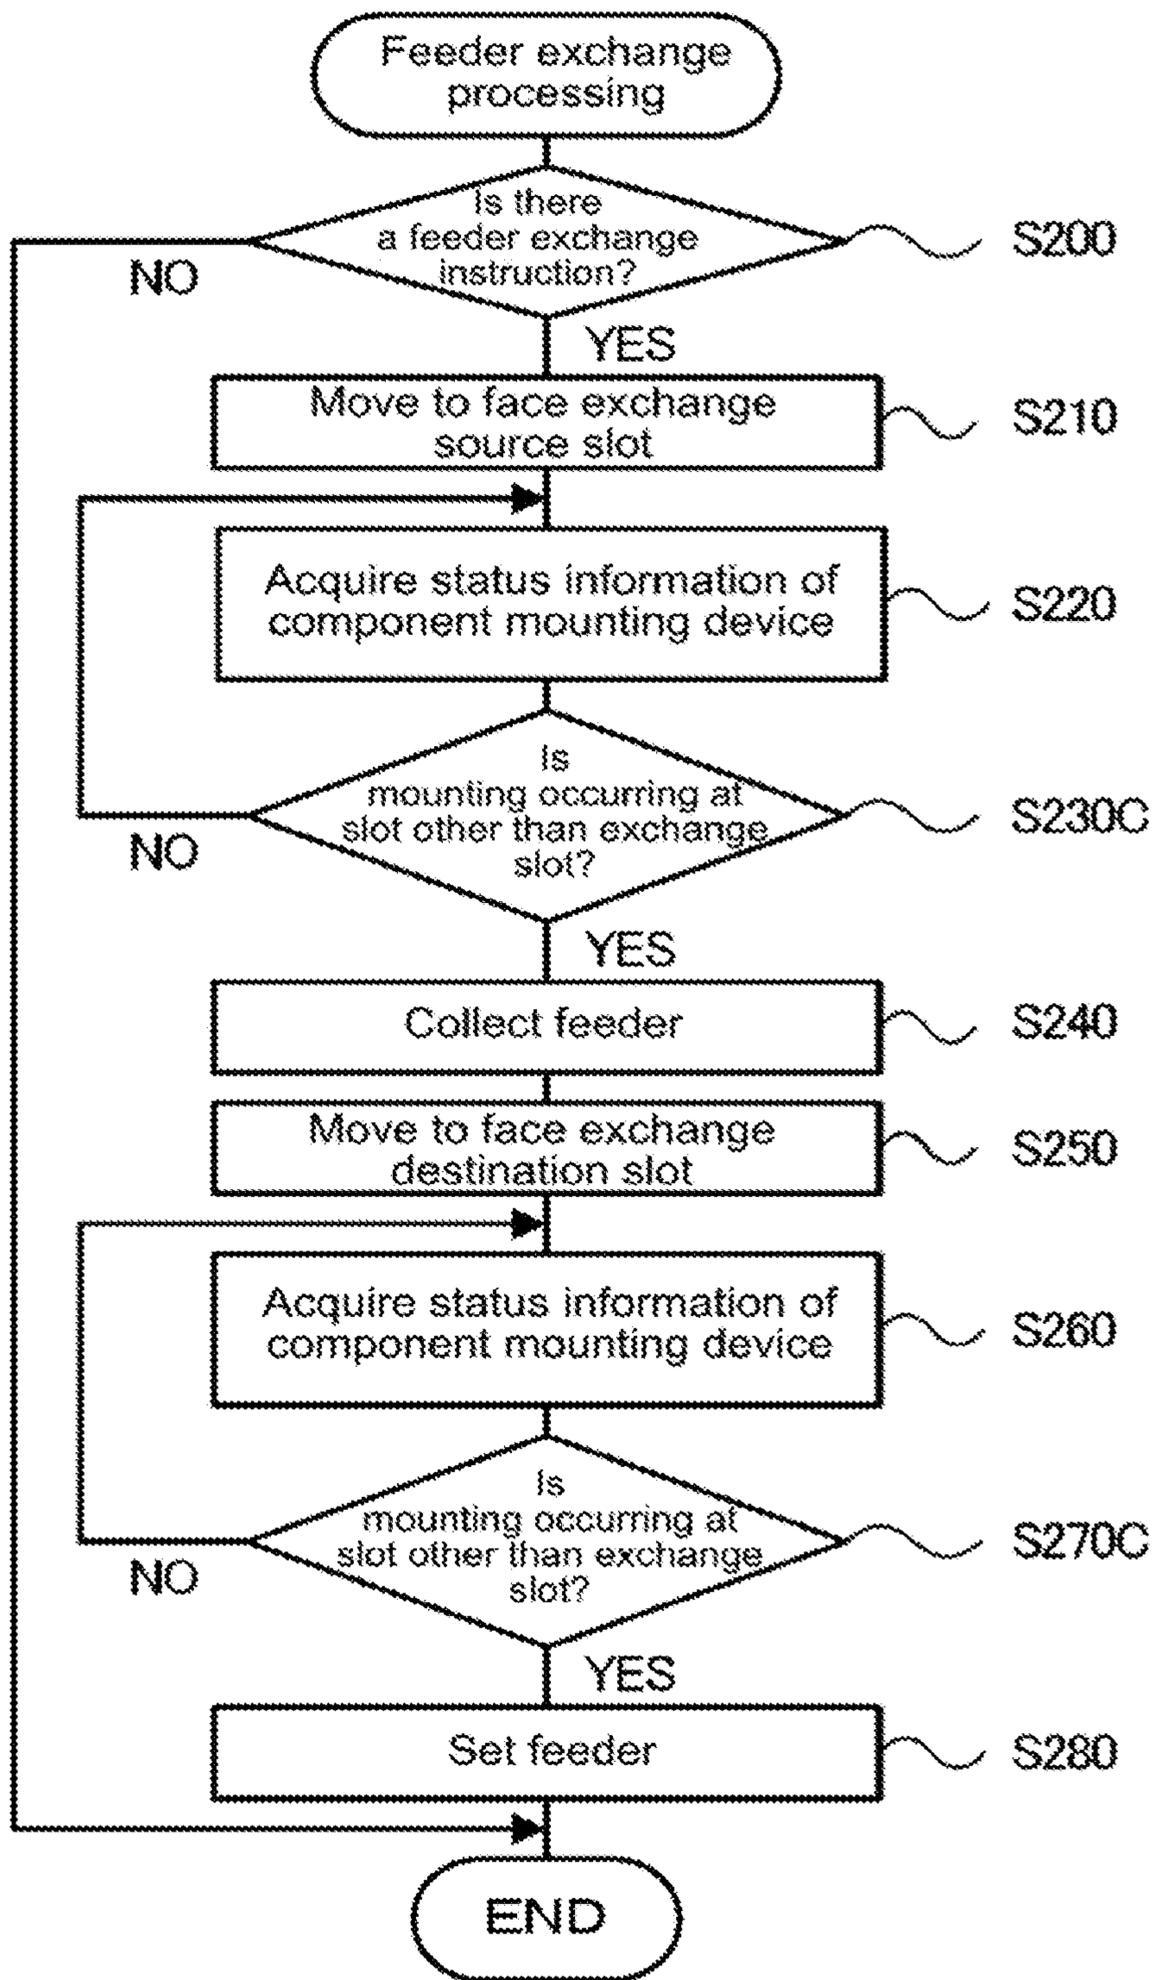 Feeder exchange
processing
Is there
a feeder exchange
instruction?
S200
NO
YES
Move to face exchange
source slot
S210
Acquire status information of
component mounting device
S220
Is
mounting occurring at
slot other than exchange
slot?
S230C
NO
YES
Collect feeder
S240
Move to face exchange
destination slot
S250
Acquire status information of
component mounting device
S260
Is
mounting occurring at
slot other than exchange
slot?
S270C
NO
YES
Set feeder
S280
END